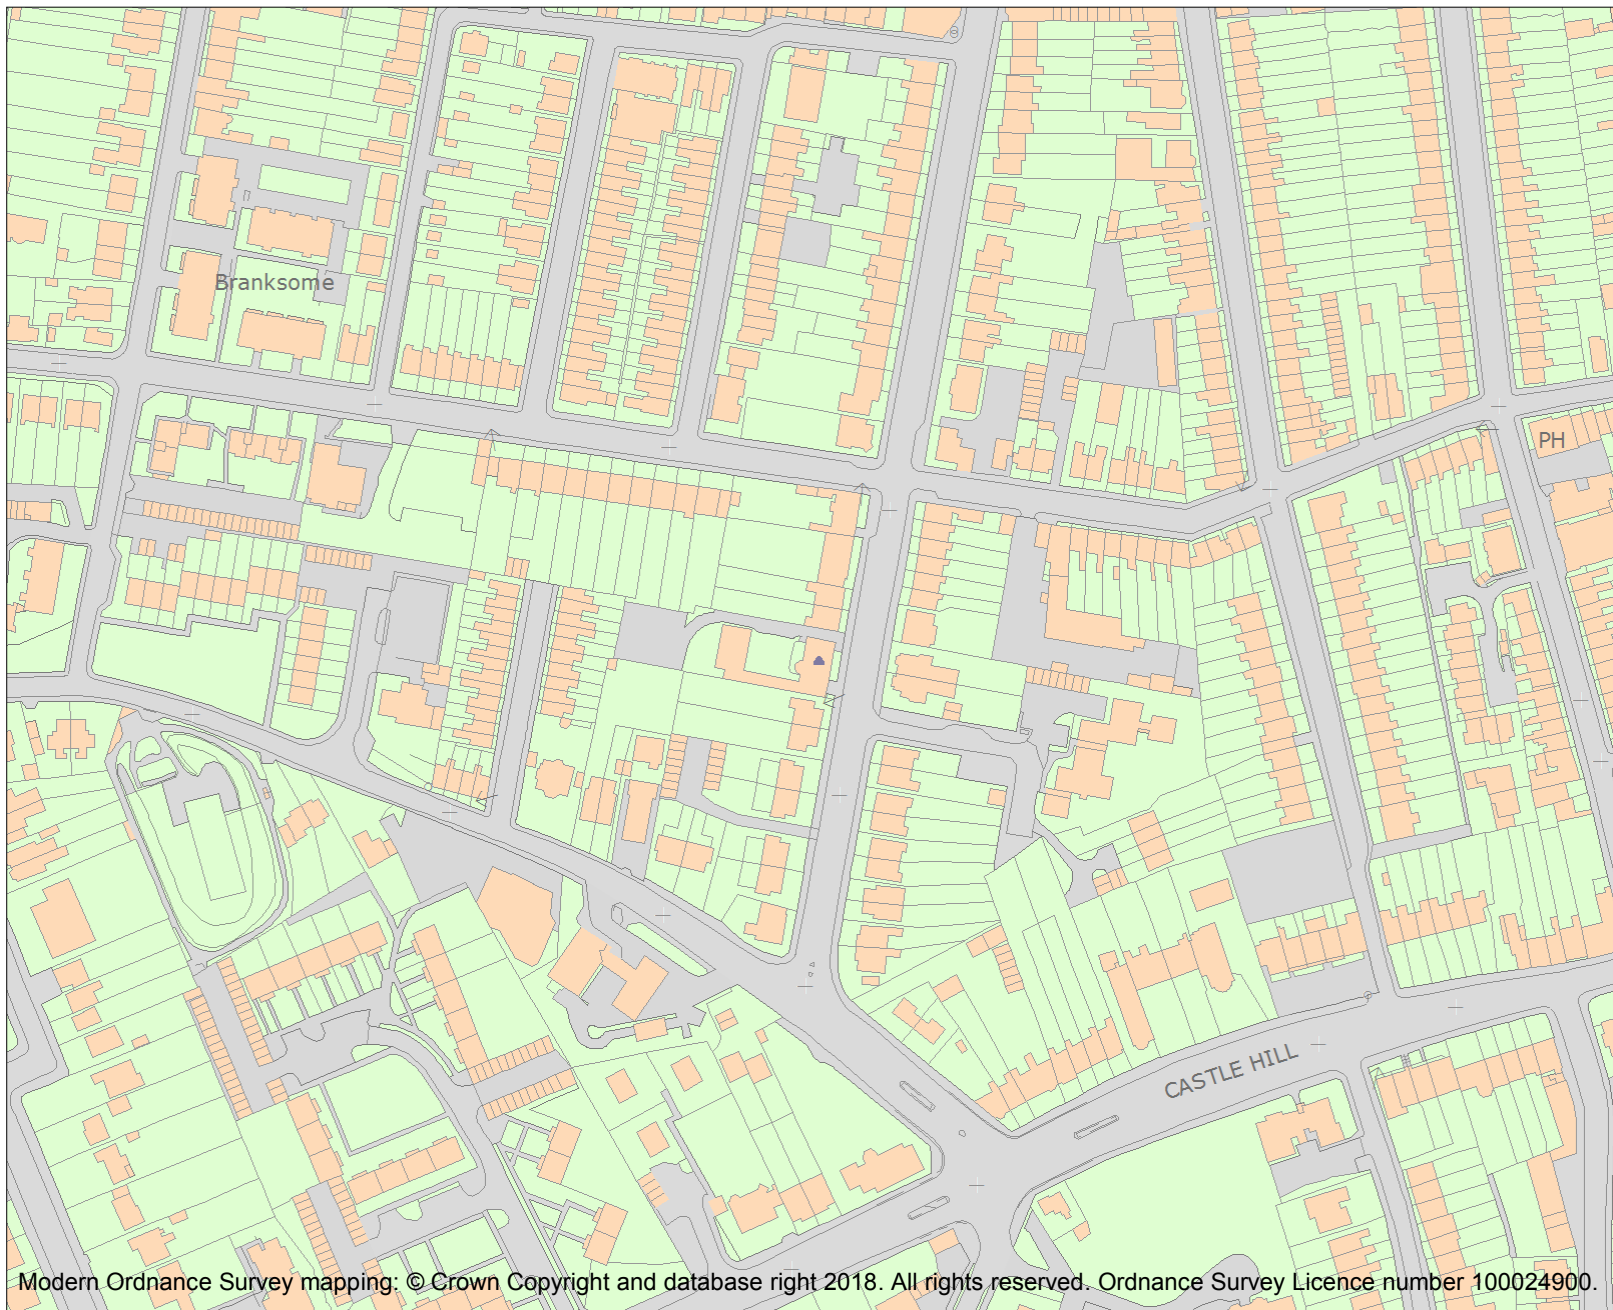 Branksome
PH
CASTLE HILL
Modern Ordnance Survey mapping: © Crown Copyright and database right 2018. All rights reserved. Ordnance Survey Licence number 100024900.